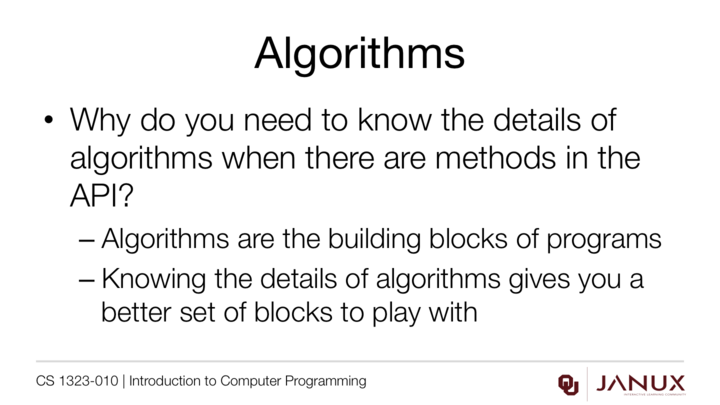 Algorithms
• Why do you need to know the details of
algorithms when there are methods in the
API?
– Algorithms are the building blocks of programs
– Knowing the details of algorithms gives you a
better set of blocks to play with
CS 1323-010 | Introduction to Computer Programming
JANUX
INTERACTIVE LEARNING COMMUNITY